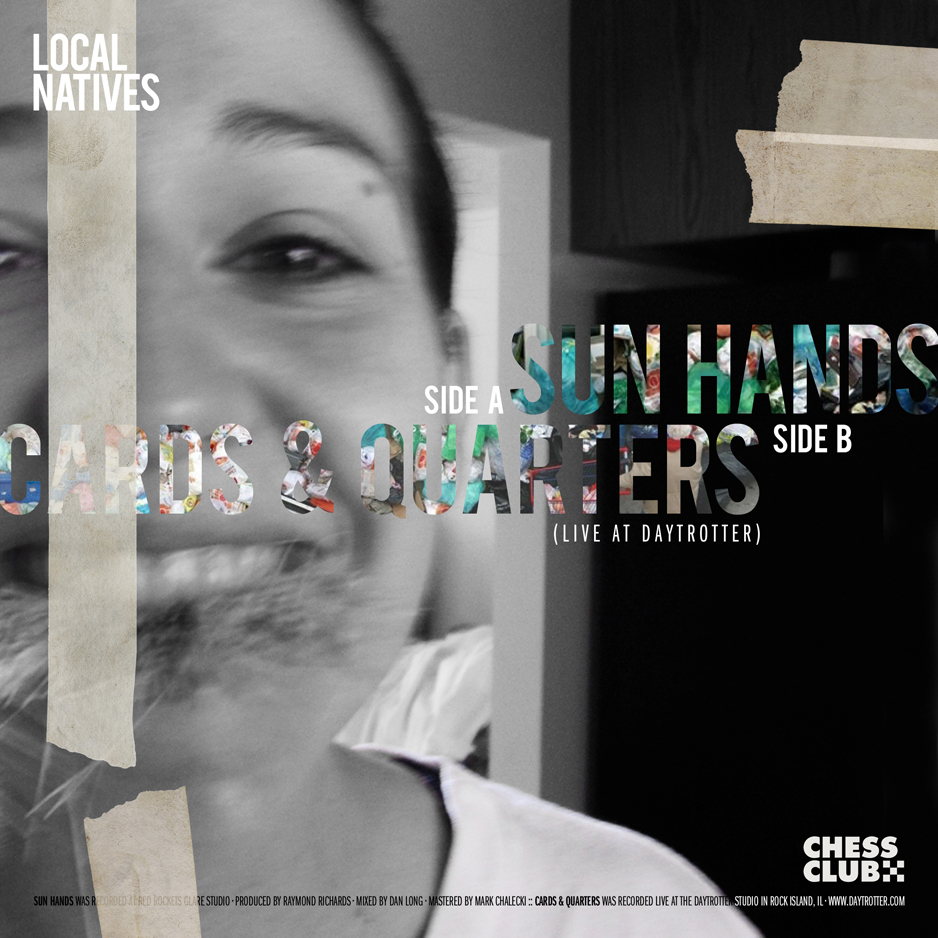 LOCAL
NATIVES
SIDE A SUN HANDS
CARDS & QUARTERS SIDE B
(LIVE AT DAYTROTTER)
CHESS
CLUB
SUN HANDS WAS RECORDED AT RED ROCKETS GLARE STUDIO · PRODUCED BY RAYMOND RICHARDS · MIXED BY DAN LONG · MASTERED BY MARK CHALECKI :: CARDS & QUARTERS WAS RECORDED LIVE AT THE DAYTROTTER STUDIO IN ROCK ISLAND, IL · WWW.DAYTROTTER.COM